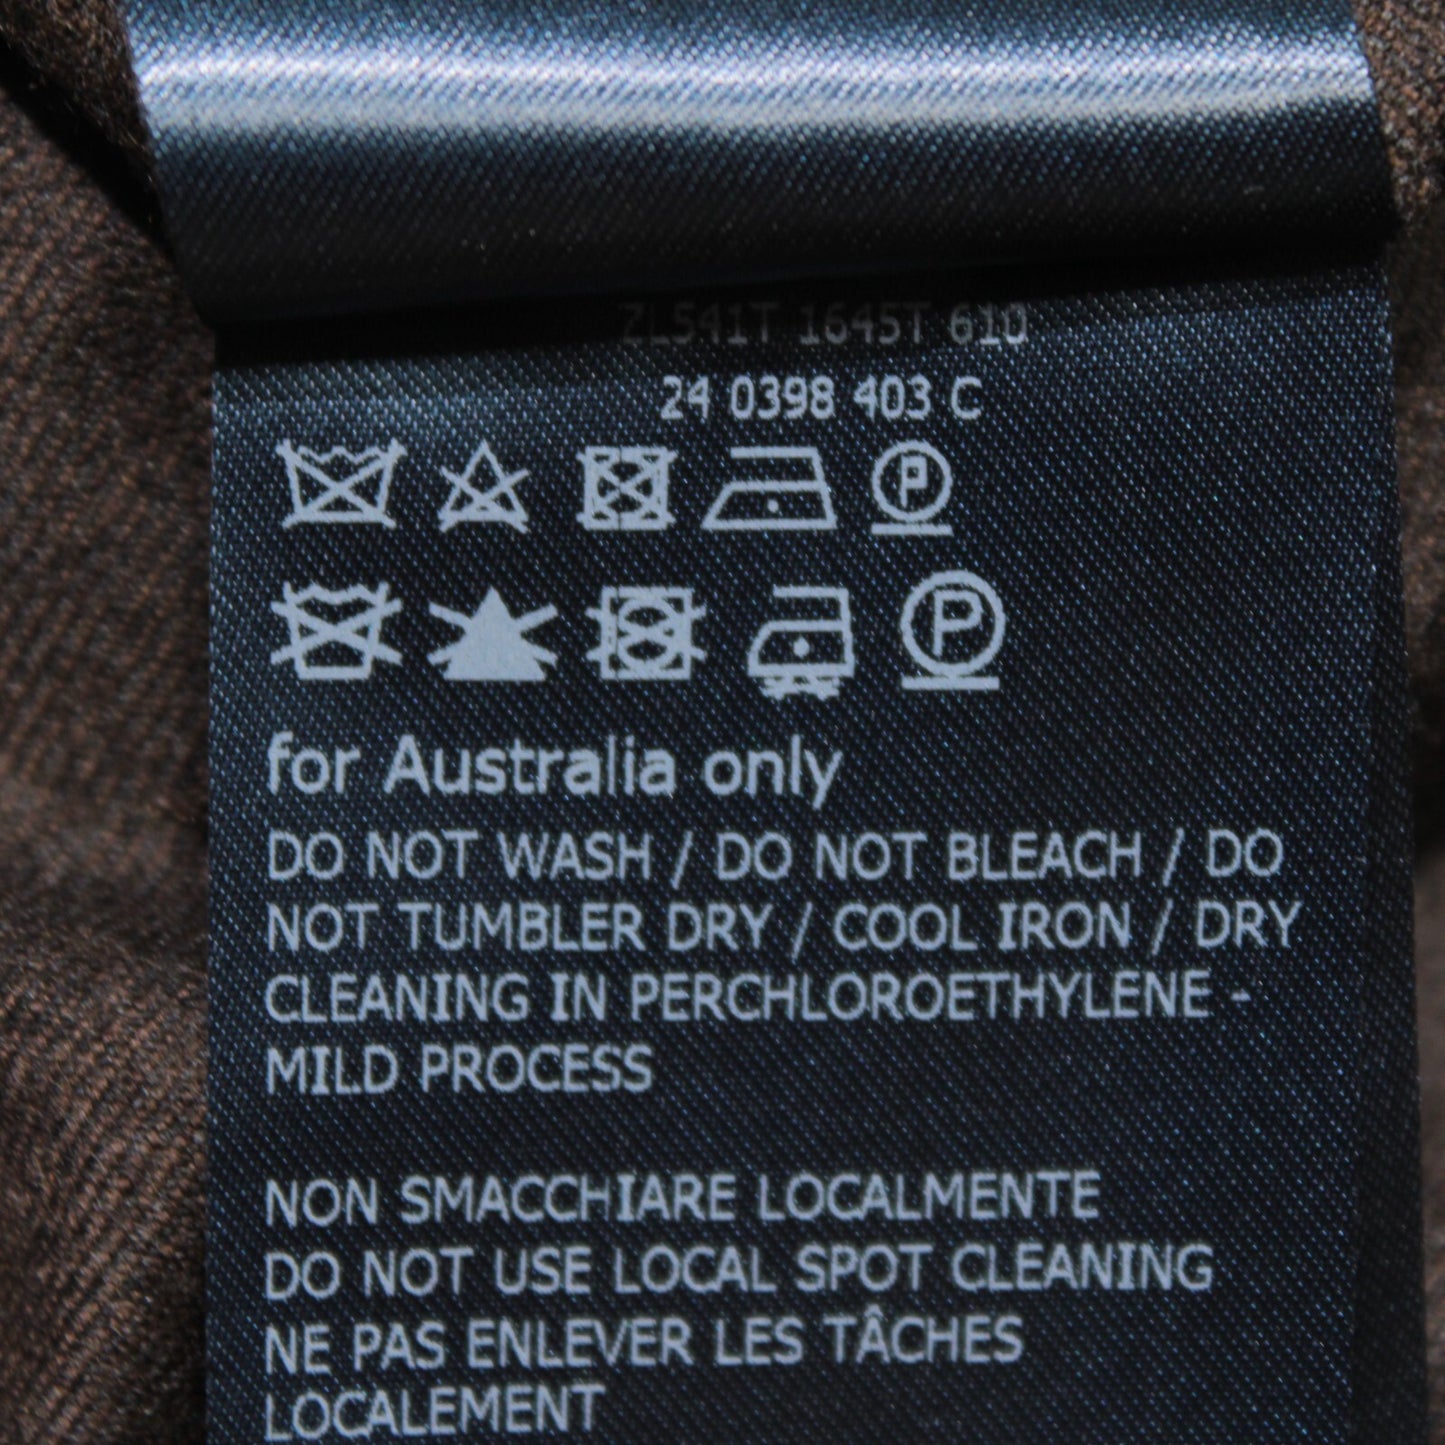 ZL541T 1645T 610
24 0398 403 C
P
P
for Australia only
DO NOT WASH / DO NOT BLEACH / DO
NOT TUMBLER DRY / COOL IRON / DRY
CLEANING IN PERCHLOROETHYLENE -
MILD PROCESS
NON SMACCHIARE LOCALMENTE
DO NOT USE LOCAL SPOT CLEANING
NE PAS ENLEVER LES TÂCHES
LOCALEMENT